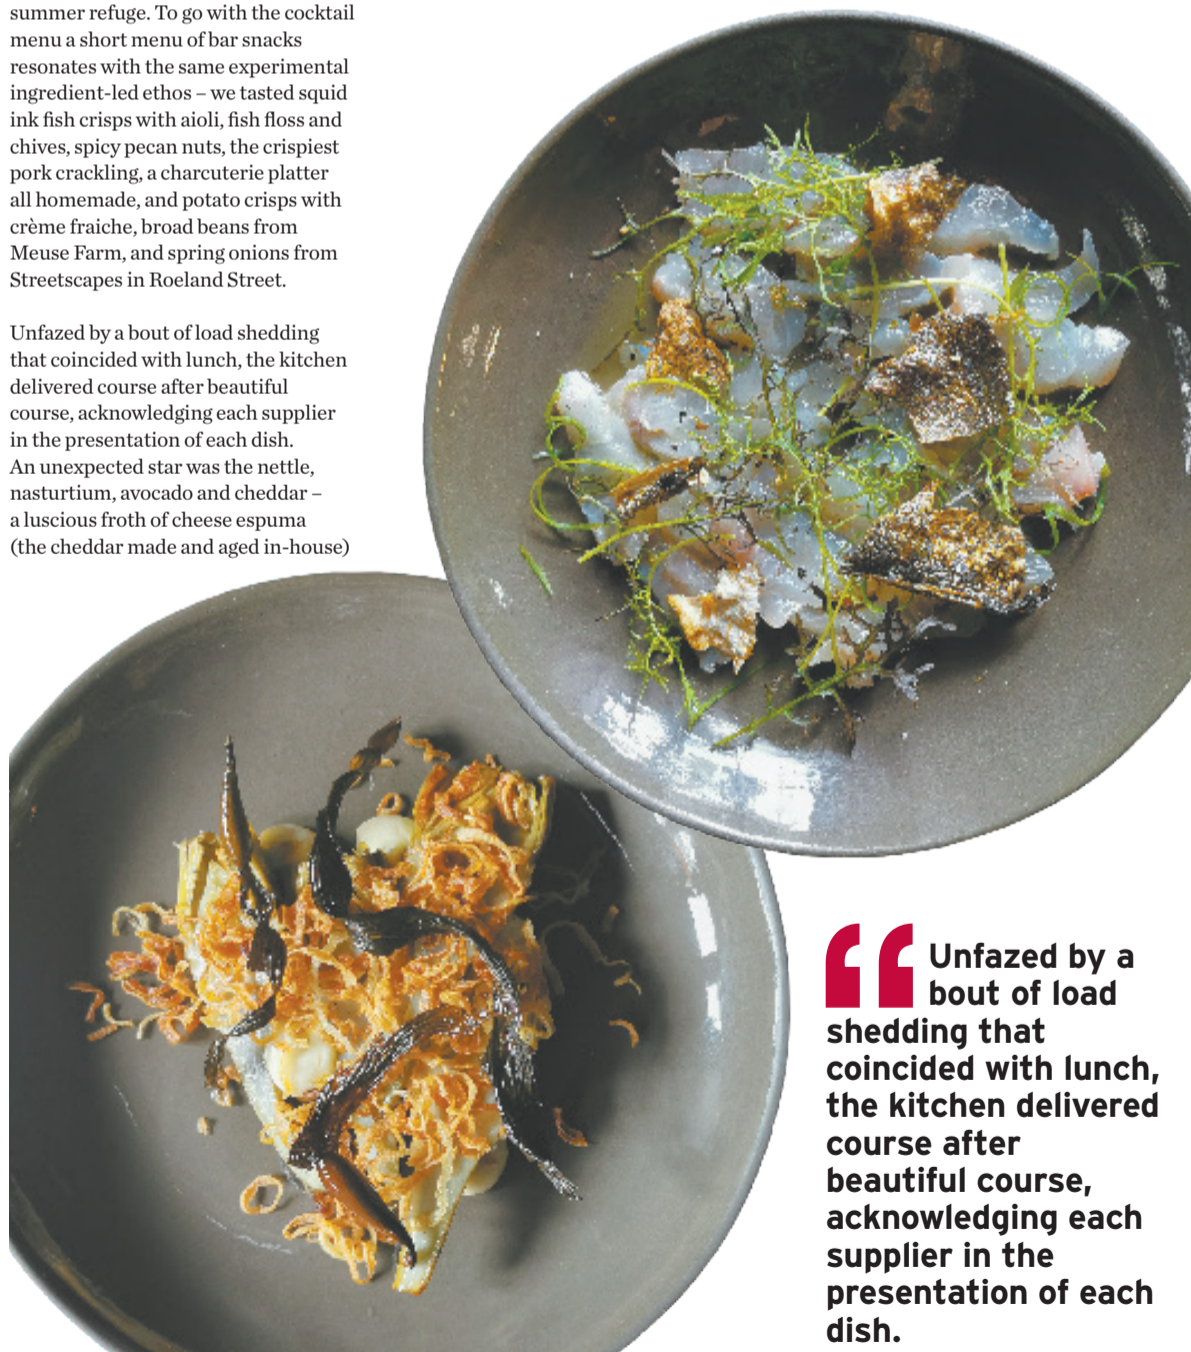 summer refuge. To go with the cocktail
menu a short menu of bar snacks
resonates with the same experimental
ingredient-led ethos – we tasted squid
ink fish crisps with aioli, fish floss and
chives, spicy pecan nuts, the crispiest
pork crackling, a charcuterie platter
all homemade, and potato crisps with
crème fraiche, broad beans from
Meuse Farm, and spring onions from
Streetscapes in Roeland Street.

Unfazed by a bout of load shedding
that coincided with lunch, the kitchen
delivered course after beautiful
course, acknowledging each supplier
in the presentation of each dish.
An unexpected star was the nettle,
nasturtium, avocado and cheddar –
a luscious froth of cheese espuma
(the cheddar made and aged in-house)

“Unfazed by a
bout of load
shedding that
coincided with lunch,
the kitchen delivered
course after
beautiful course,
acknowledging each
supplier in the
presentation of each
dish.